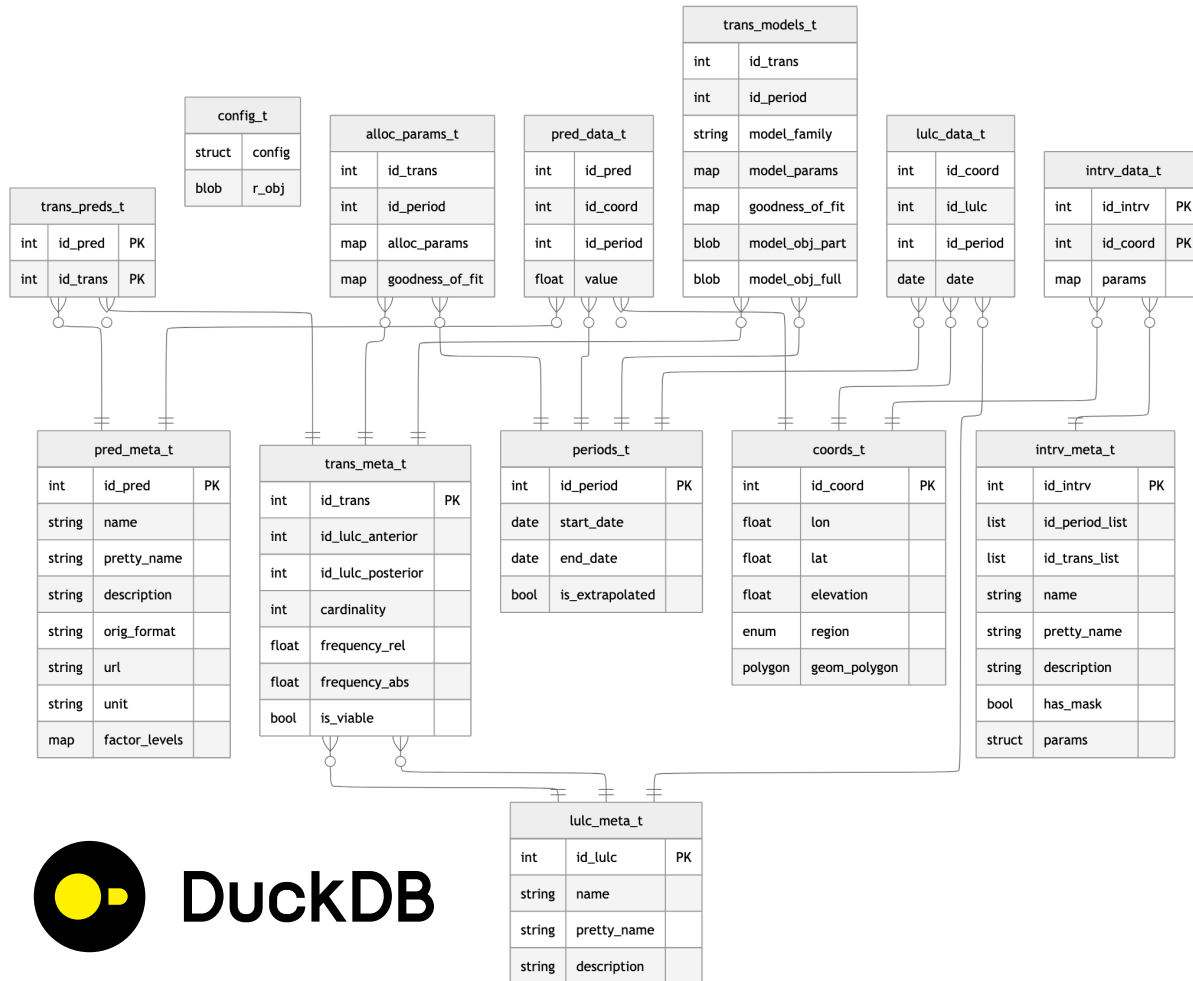 trans_models_t
int id_trans
int id_period
string model_family
map model_params
map goodness_of_fit
blob model_obj_part
blob model_obj_full
config_t
struct config
blob r_obj
alloc_params_t
int id_trans
int id_period
map alloc_params
map goodness_of_fit
pred_data_t
int id_pred
int id_coord
int id_period
float value
lulc_data_t
int id_coord
int id_lulc
int id_period
date date
intrv_data_t
int id_intrv PK
int id_coord PK
map params
trans_preds_t
int id_pred PK
int id_trans PK
pred_meta_t
int id_pred PK
string name
string pretty_name
string description
string orig_format
string url
string unit
map factor_levels
trans_meta_t
int id_trans PK
int id_lulc_anterior
int id_lulc_posterior
int cardinality
float frequency_rel
float frequency_abs
bool is_viable
periods_t
int id_period PK
date start_date
date end_date
bool is_extrapolated
coords_t
int id_coord PK
float lon
float lat
float elevation
enum region
polygon geom_polygon
intrv_meta_t
int id_intrv PK
list id_period_list
list id_trans_list
string name
string pretty_name
string description
bool has_mask
struct params
lulc_meta_t
int id_lulc PK
string name
string pretty_name
string description
DuckDB